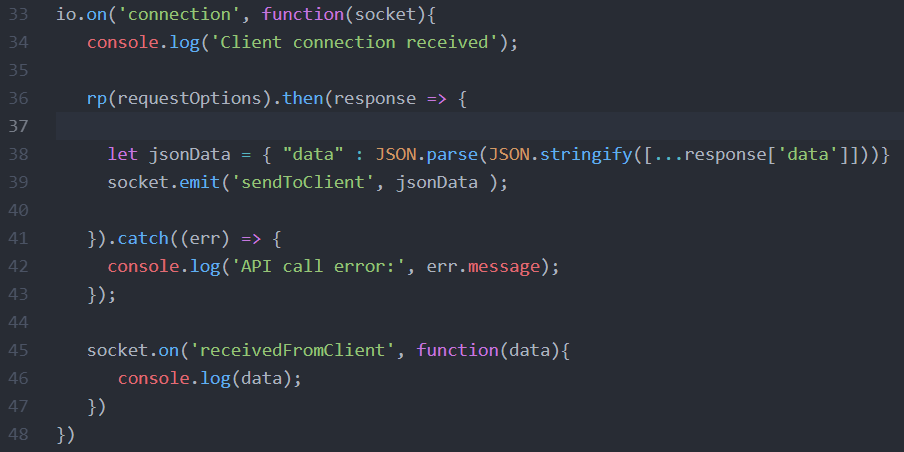 33 io.on('connection', function(socket){
34 console.log('Client connection received');
35
36 rp(requestOptions).then(response => {
37
38 let jsonData = { "data" : JSON.parse(JSON.stringify([...response['data']]))}
39 socket.emit('sendToClient', jsonData );
40
41 }).catch((err) => {
42 console.log('API call error:', err.message);
43 });
44
45 socket.on('receivedFromClient', function(data){
46 console.log(data);
47 })
48 })